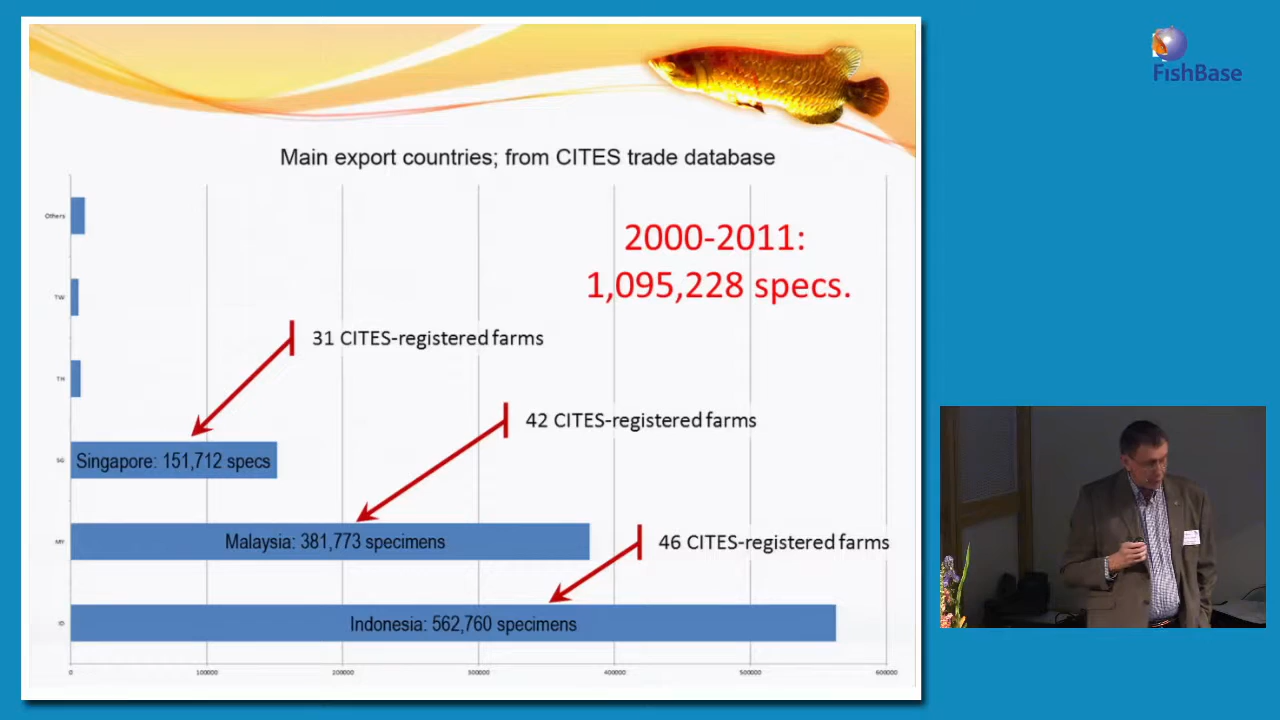 FishBase
Main export countries; from CITES trade database
2000-2011:
1,095,228 specs.
Others
TW
31 CITES-registered farms
TH
42 CITES-registered farms
SG
Singapore: 151,712 specs
MY
Malaysia: 381,773 specimens
46 CITES-registered farms
ID
Indonesia: 562,760 specimens
0
100000
200000
300000
400000
500000
600000